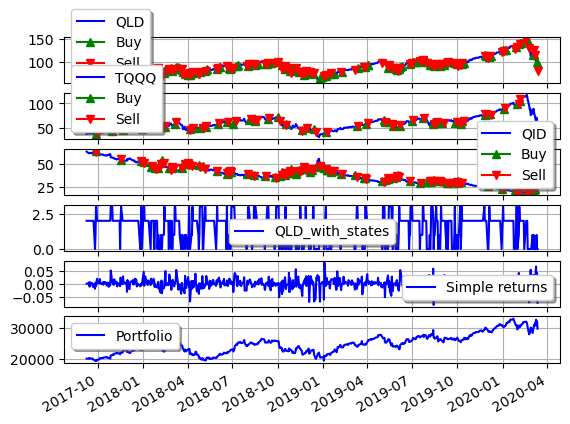 QLD
Buy
Sell
150
100
TQQQ
Buy
Sell
100
50
QID
Buy
Sell
50
25
2.5
0.0
QLD_with_states
0.05
0.00
−0.05
Simple returns
30000
20000
Portfolio
2017-10
2018-01
2018-04
2018-07
2018-10
2019-01
2019-04
2019-07
2019-10
2020-01
2020-04